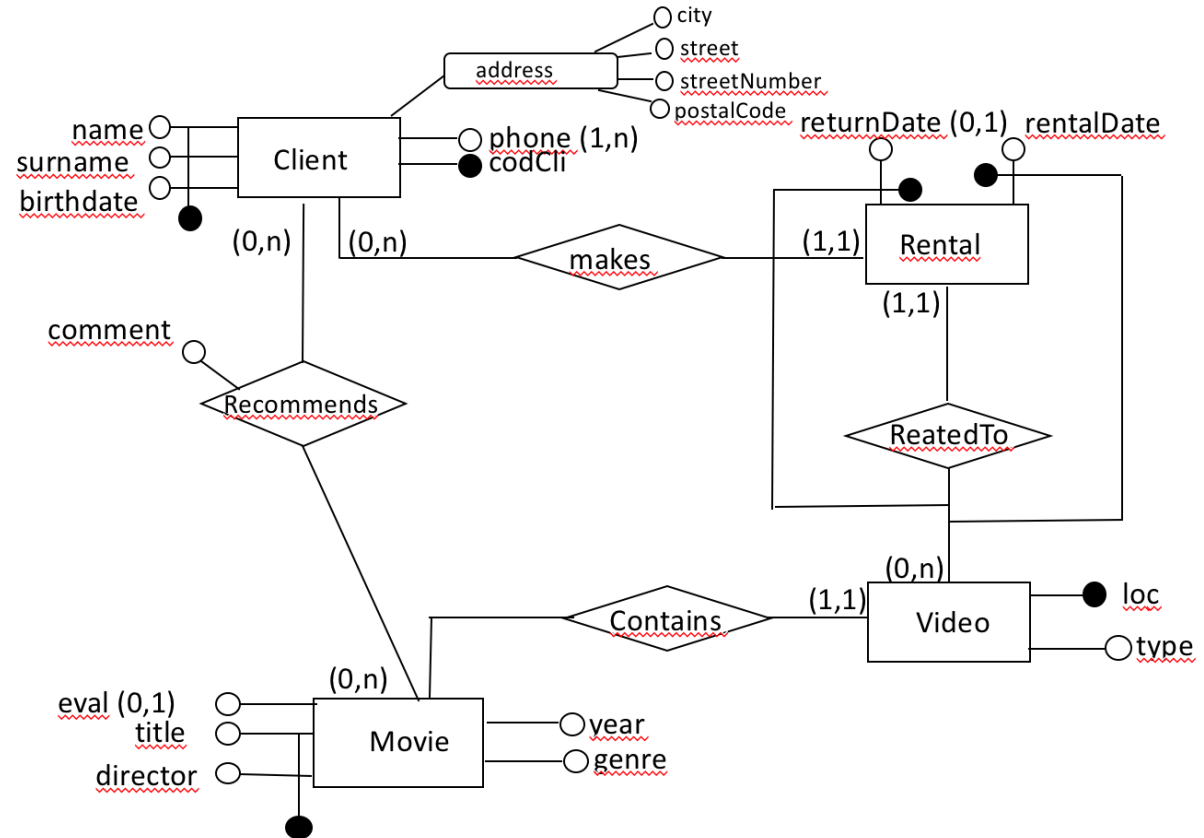 city
street
address
streetNumber
postalCode
returnDate (0,1) rentalDate
name
phone (1,n)
surname
Client
codCli
birthdate
(0,n)
(0,n)
makes
(1,1)
Rental
(1,1)
comment
Recommends
ReatedTo
(0,n)
(1,1)
loc
Contains
Video
type
(0,n)
eval (0,1)
title
year
Movie
genre
director